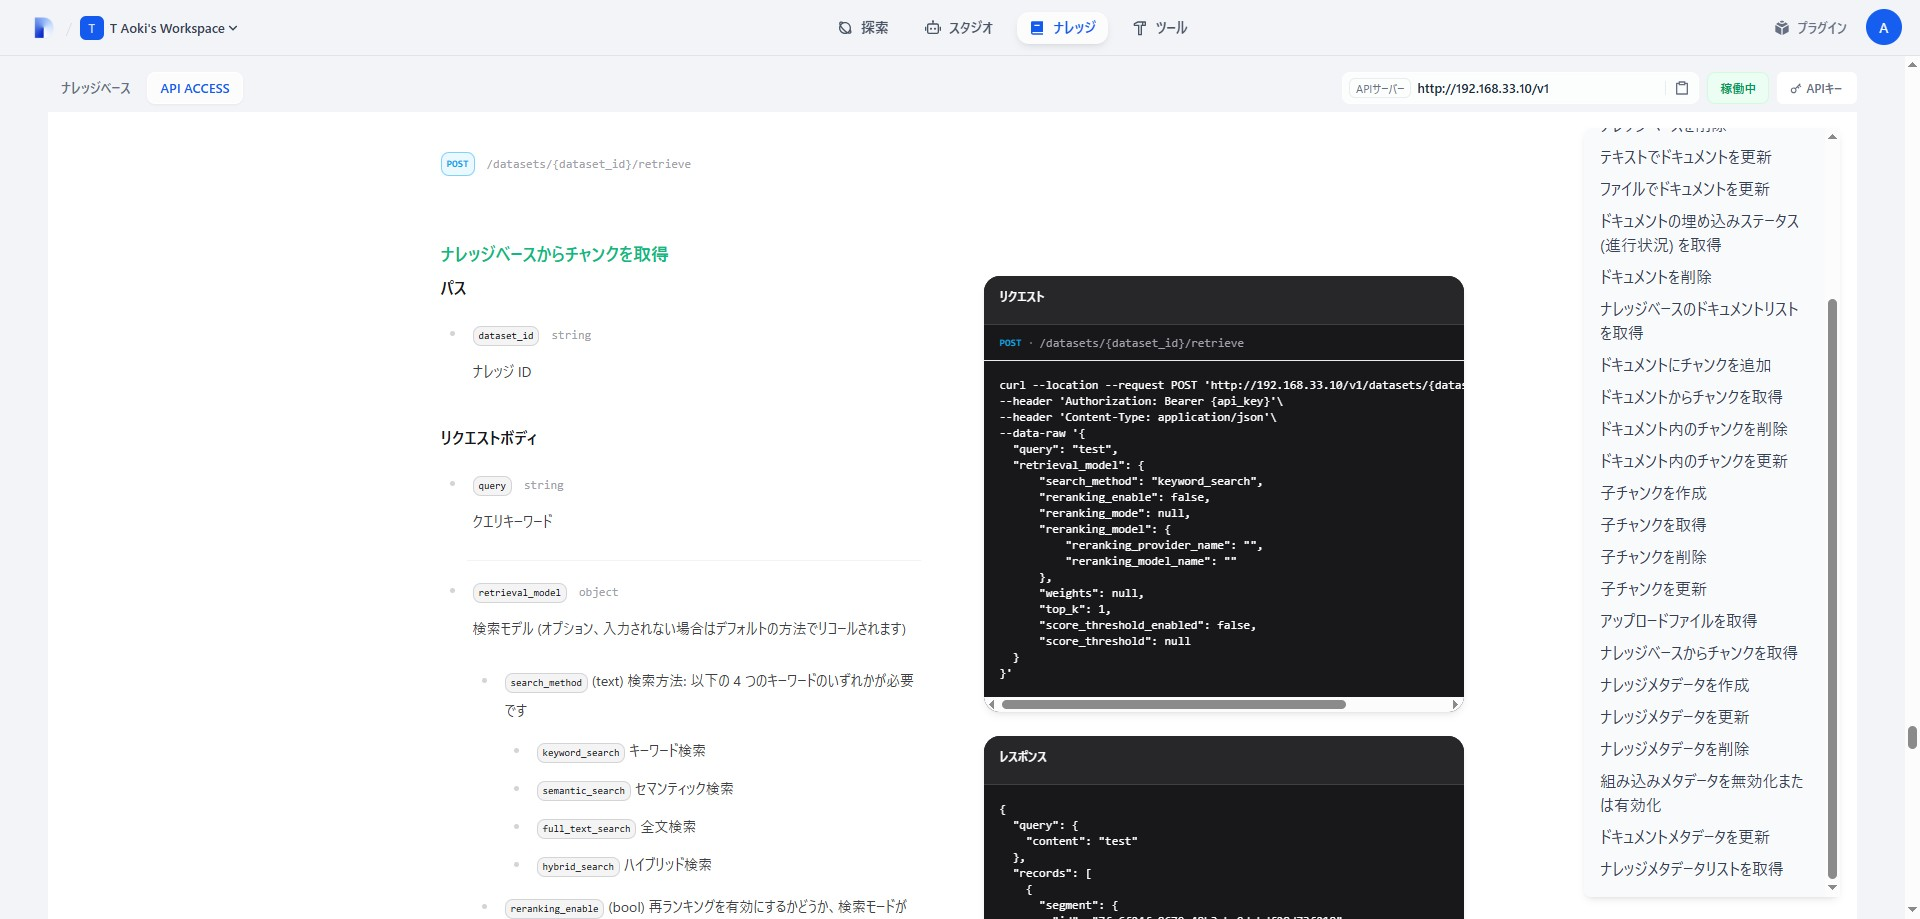 T T Aoki's Workspace
探索
スタジオ
ナレッジ
ツール
プラグイン
A
ナレッジベース
API ACCESS
APIサーバー http://192.168.33.10/v1
稼働中
APIキー
POST /datasets/{dataset_id}/retrieve
ナレッジベースからチャンクを取得
パス
dataset_id string
ナレッジ ID
リクエストボディ
query string
クエリキーワード
retrieval_model object
検索モデル (オプション、入力されない場合はデフォルトの方法でリコールされます)
search_method (text) 検索方法: 以下の 4 つのキーワードのいずれかが必要
です
keyword_search キーワード検索
semantic_search セマンティック検索
full_text_search 全文検索
hybrid_search ハイブリッド検索
reranking_enable (bool) 再ランキングを有効にするかどうか、検索モードが
リクエスト
POST · /datasets/{dataset_id}/retrieve
curl --location --request POST 'http://192.168.33.10/v1/datasets/{datas
--header 'Authorization: Bearer {api_key}'\
--header 'Content-Type: application/json'\
--data-raw '{
"query": "test",
"retrieval_model": {
"search_method": "keyword_search",
"reranking_enable": false,
"reranking_mode": null,
"reranking_model": {
"reranking_provider_name": "",
"reranking_model_name": ""
},
"weights": null,
"top_k": 1,
"score_threshold_enabled": false,
"score_threshold": null
}
}'
レスポンス
{
"query": {
"content": "test"
},
"records": [
{
"segment": {
ナレッジベースを削除
テキストでドキュメントを更新
ファイルでドキュメントを更新
ドキュメントの埋め込みステータス
(進行状況) を取得
ドキュメントを削除
ナレッジベースのドキュメントリスト
を取得
ドキュメントにチャンクを追加
ドキュメントからチャンクを取得
ドキュメント内のチャンクを削除
ドキュメント内のチャンクを更新
子チャンクを作成
子チャンクを取得
子チャンクを削除
子チャンクを更新
アップロードファイルを取得
ナレッジベースからチャンクを取得
ナレッジメタデータを作成
ナレッジメタデータを更新
ナレッジメタデータを削除
組み込みメタデータを無効化また
は有効化
ドキュメントメタデータを更新
ナレッジメタデータリストを取得